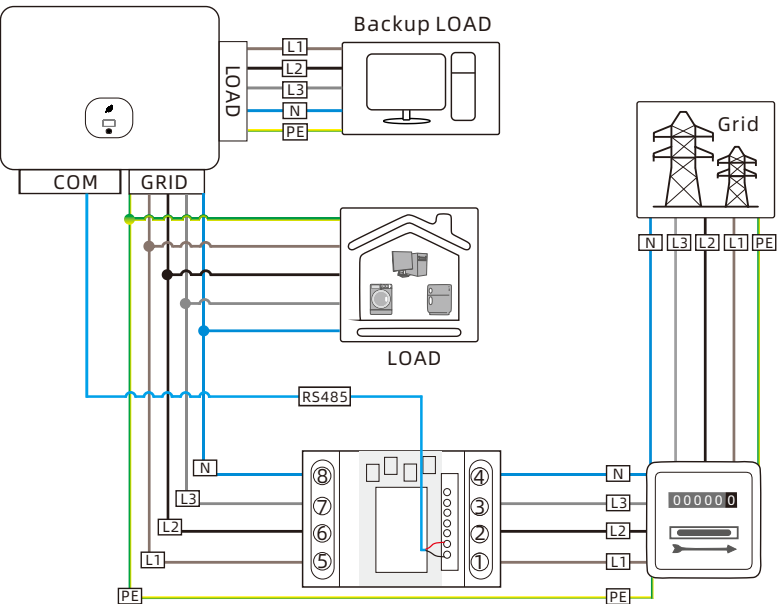 Backup LOAD
L1
L2
L3
N
PE
LOAD
COM
GRID
Grid
N
L3
L2
L1
PE
LOAD
RS485
N
L3
L2
L1
PE
8
7
6
5
4
3
2
1
N
L3
L2
L1
PE
000000